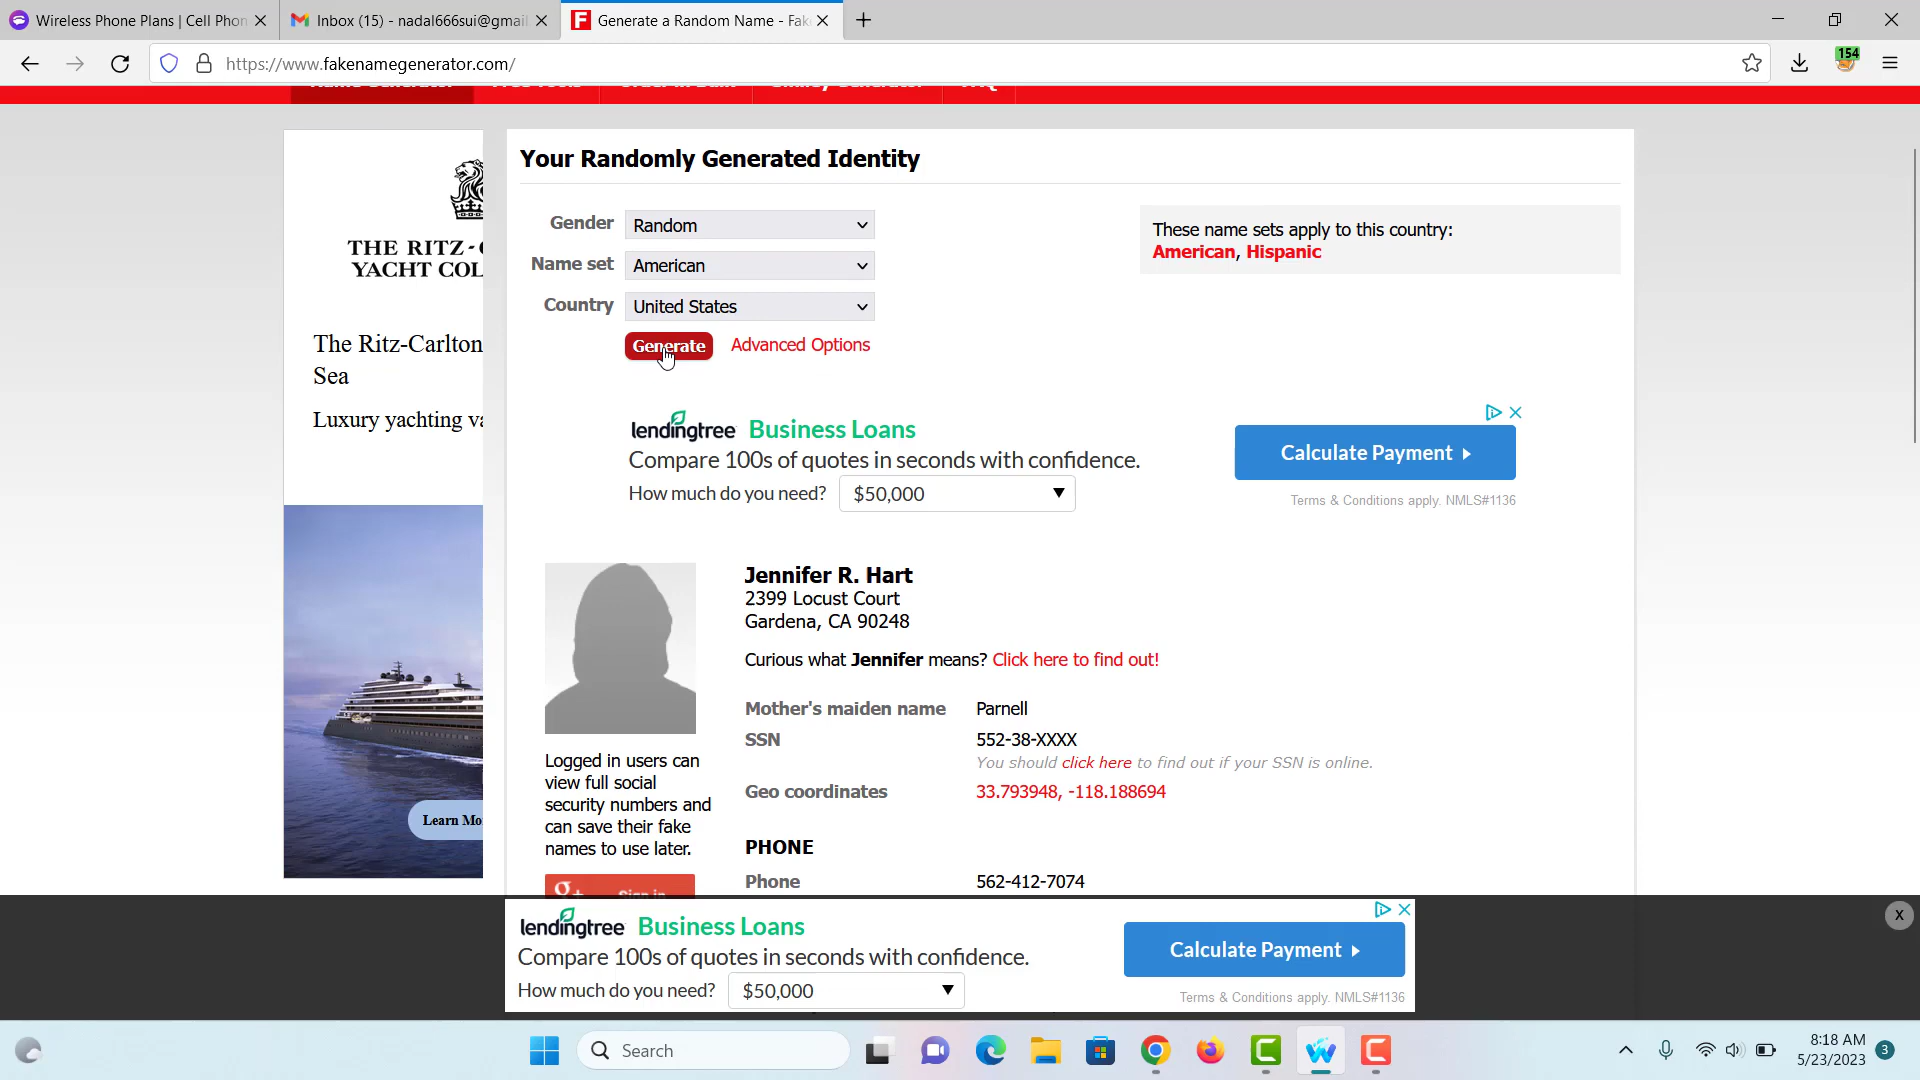 Wireless Phone Plans | Cell Phon
Inbox (15) - nadal666sui@gmail
Generate a Random Name - Fak
https://www.fakenamegenerator.com/
154
THE RITZ-C
YACHT COL
The Ritz-Carlton
Sea
Luxury yachting va
Learn Mo
Your Randomly Generated Identity
Gender
Random
Name set
American
Country
United States
Generate
Advanced Options
These name sets apply to this country:
American, Hispanic
lendingtree Business Loans
Compare 100s of quotes in seconds with confidence.
How much do you need? $50,000
Calculate Payment
Terms & Conditions apply. NMLS#1136
Jennifer R. Hart
2399 Locust Court
Gardena, CA 90248
Curious what Jennifer means? Click here to find out!
Mother's maiden name Parnell
SSN 552-38-XXXX
You should click here to find out if your SSN is online.
Geo coordinates 33.793948, -118.188694
PHONE
Phone 562-412-7074
Logged in users can
view full social
security numbers and
can save their fake
names to use later.
g+ Sign in
lendingtree Business Loans
Compare 100s of quotes in seconds with confidence.
How much do you need? $50,000
Calculate Payment
Terms & Conditions apply. NMLS#1136
X
Search
8:18 AM
5/23/2023
3